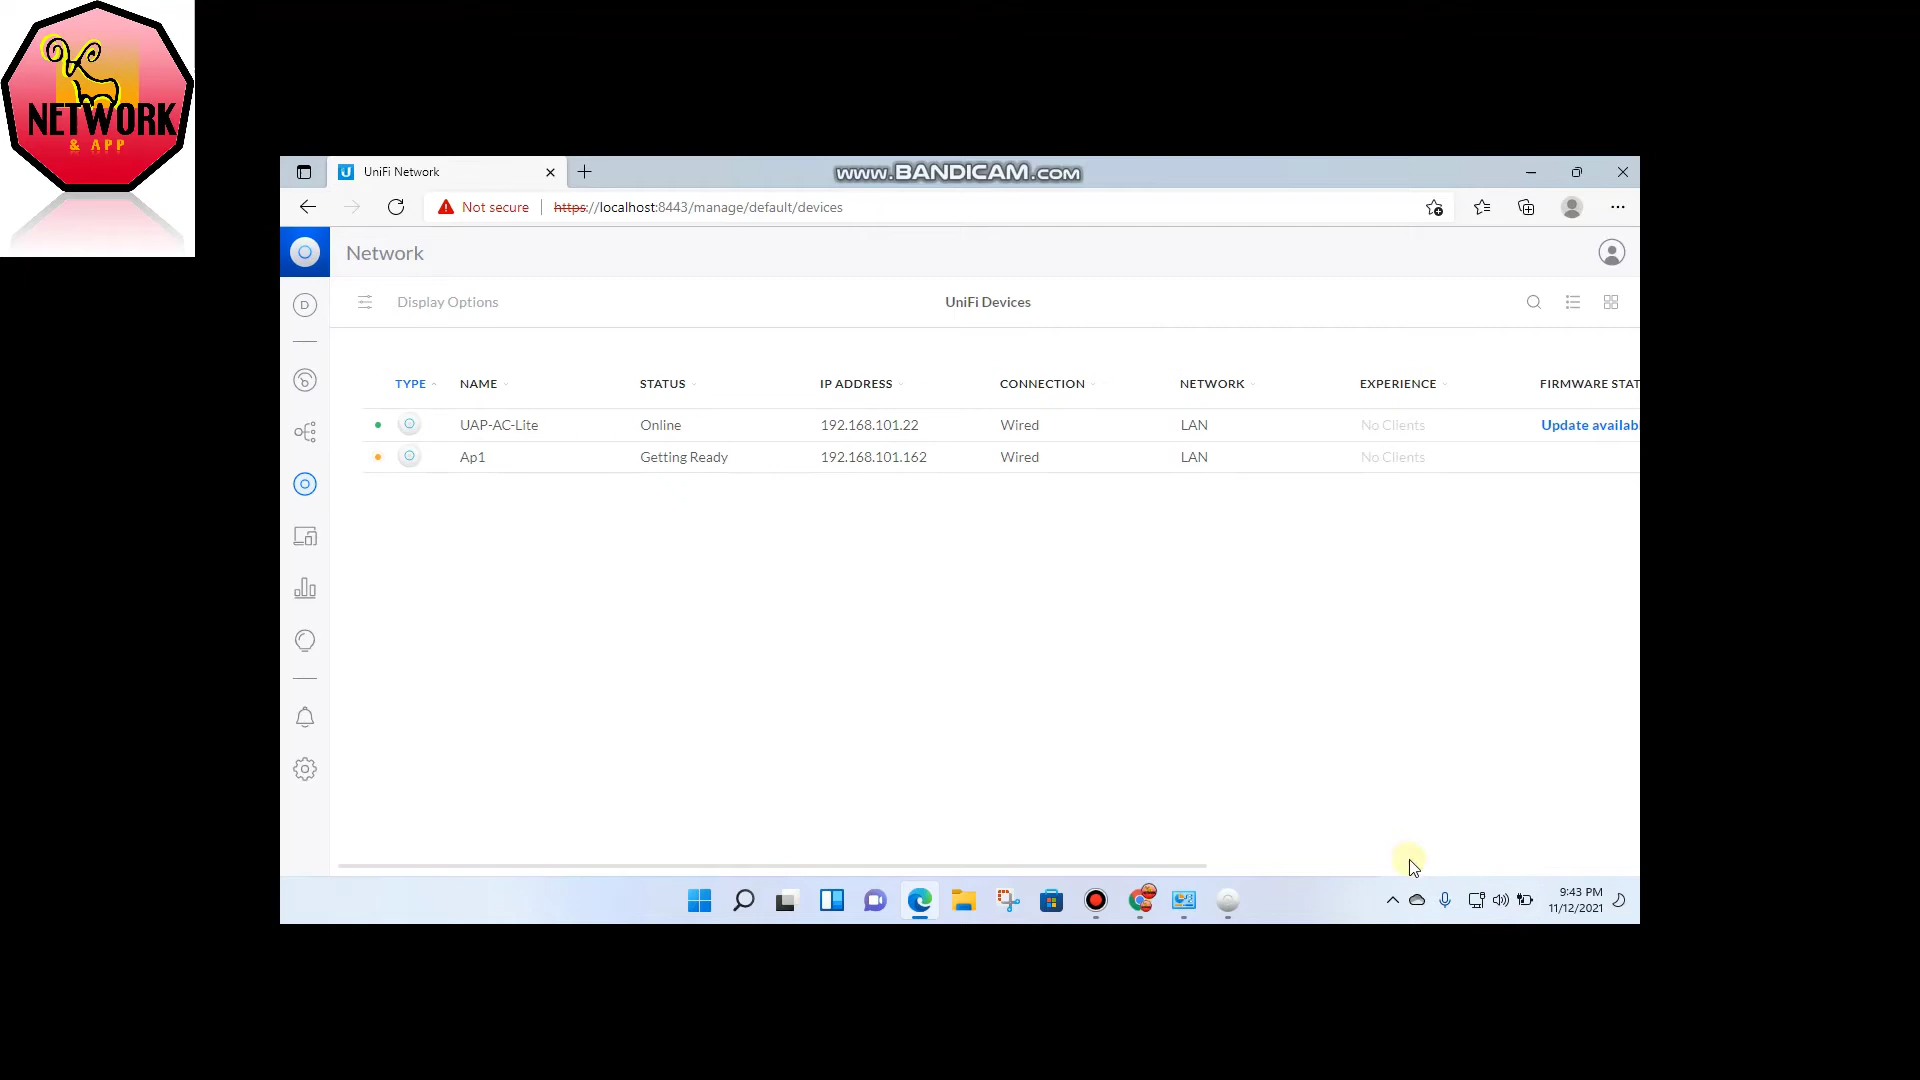 NETWORK
& APP
UniFi Network
www.BANDICAM.com
Not secure
https://localhost:8443/manage/default/devices
Network
D
Display Options
UniFi Devices
TYPE NAME STATUS IP ADDRESS CONNECTION NETWORK EXPERIENCE FIRMWARE STAT
UAP-AC-Lite Online 192.168.101.22 Wired LAN No Clients Update availab
Ap1 Getting Ready 192.168.101.162 Wired LAN No Clients
9:43 PM
11/12/2021